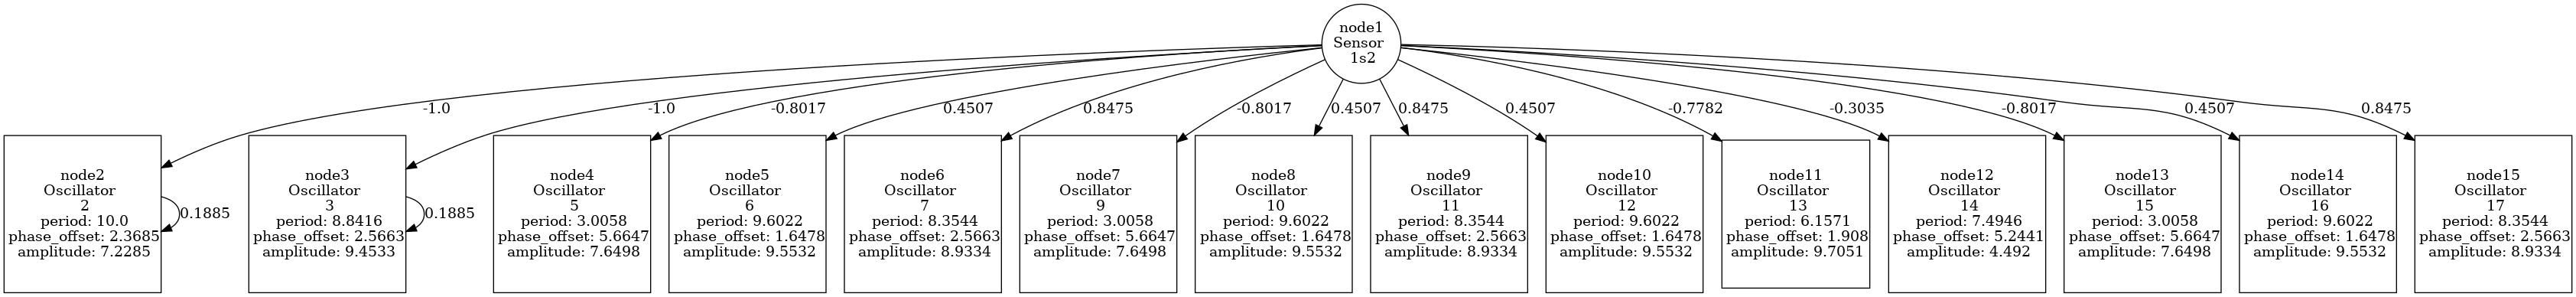 node1
Sensor
1s2
-1.0
-1.0
-0.8017
0.4507
0.8475
-0.8017
0.4507
0.8475
0.4507
-0.7782
-0.3035
-0.8017
0.4507
0.8475
node2
Oscillator
2
period: 10.0
phase_offset: 2.3685
amplitude: 7.2285
0.1885
node3
Oscillator
3
period: 8.8416
phase_offset: 2.5663
amplitude: 9.4533
0.1885
node4
Oscillator
5
period: 3.0058
phase_offset: 5.6647
amplitude: 7.6498
node5
Oscillator
6
period: 9.6022
phase_offset: 1.6478
amplitude: 9.5532
node6
Oscillator
7
period: 8.3544
phase_offset: 2.5663
amplitude: 8.9334
node7
Oscillator
9
period: 3.0058
phase_offset: 5.6647
amplitude: 7.6498
node8
Oscillator
10
period: 9.6022
phase_offset: 1.6478
amplitude: 9.5532
node9
Oscillator
11
period: 8.3544
phase_offset: 2.5663
amplitude: 8.9334
node10
Oscillator
12
period: 9.6022
phase_offset: 1.6478
amplitude: 9.5532
node11
Oscillator
13
period: 6.1571
phase_offset: 1.908
amplitude: 9.7051
node12
Oscillator
14
period: 7.4946
phase_offset: 5.2441
amplitude: 4.492
node13
Oscillator
15
period: 3.0058
phase_offset: 5.6647
amplitude: 7.6498
node14
Oscillator
16
period: 9.6022
phase_offset: 1.6478
amplitude: 9.5532
node15
Oscillator
17
period: 8.3544
phase_offset: 2.5663
amplitude: 8.9334